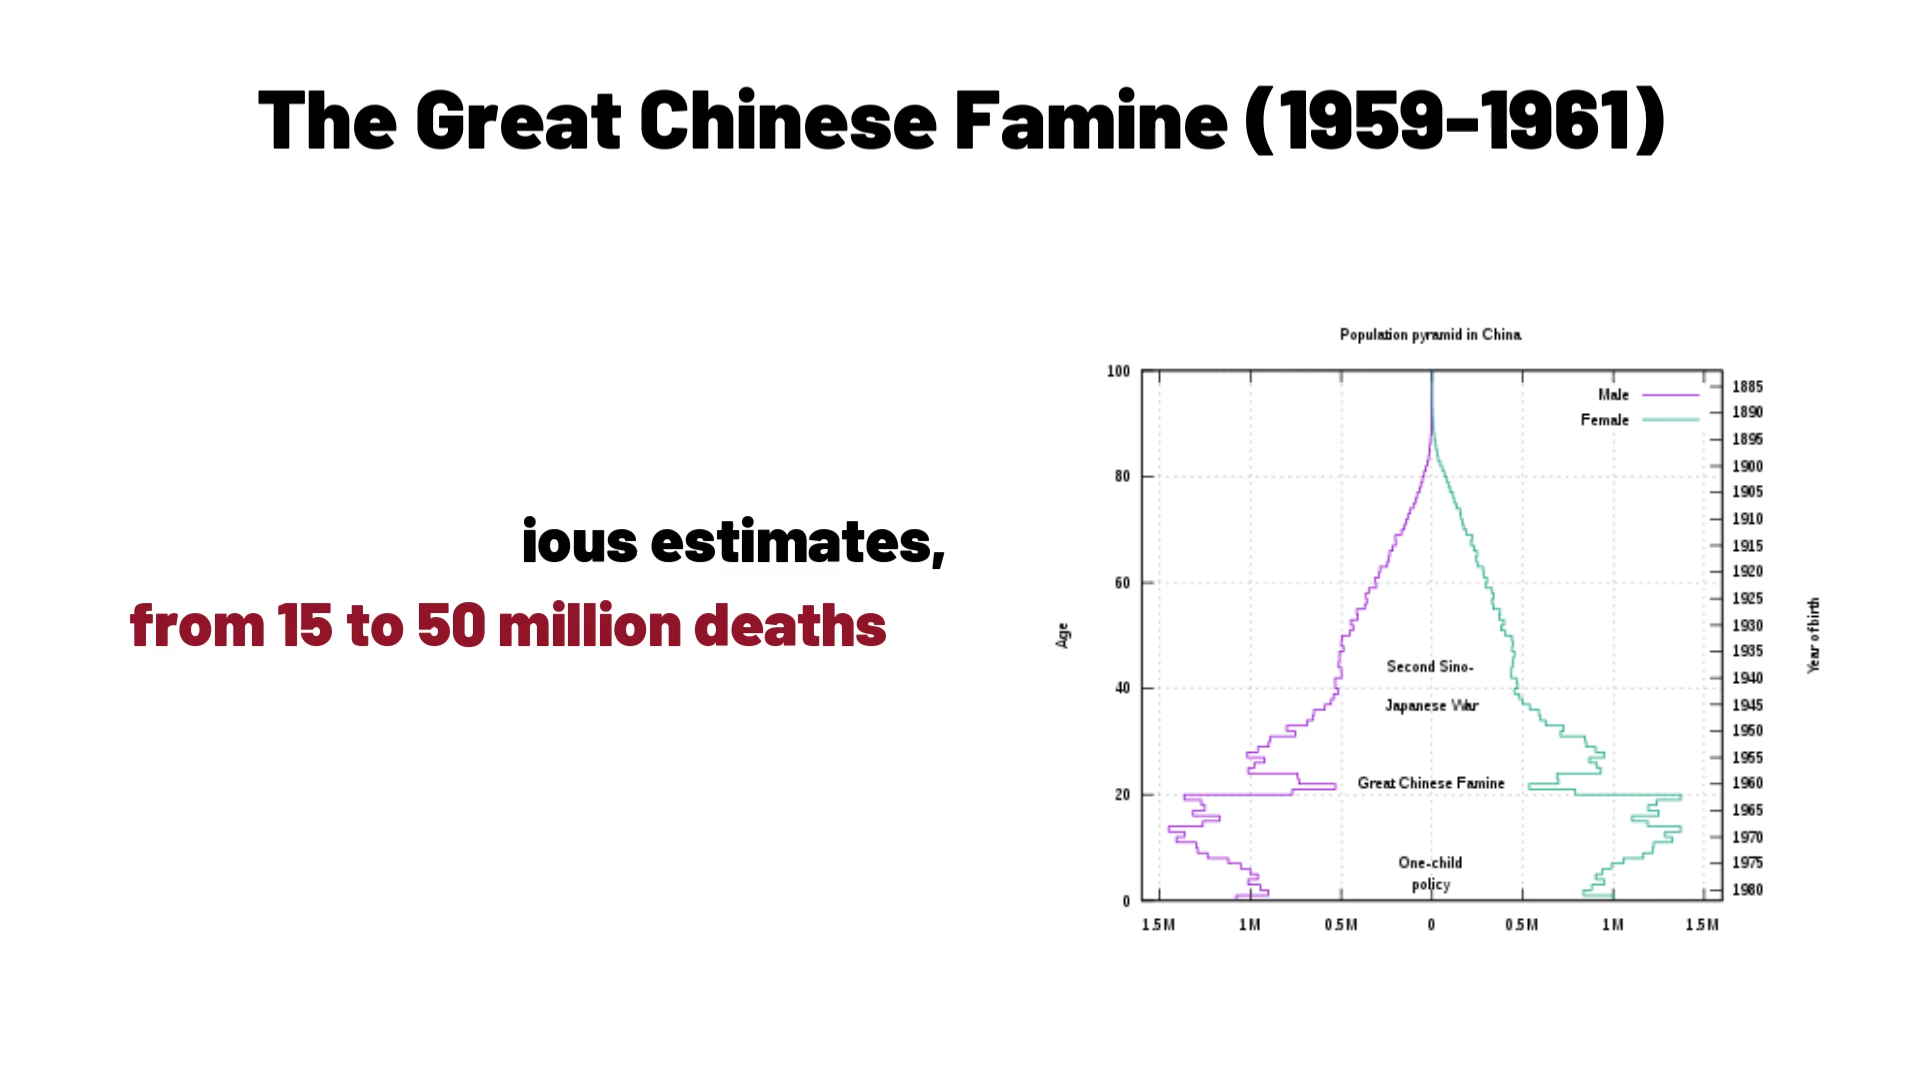 The Great Chinese Famine (1959-1961)
ious estimates,
from 15 to 50 million deaths
Population pyramid in China
Male
Female
100
80
60
40
20
0
Age
Second Sino-
Japanese War
Great Chinese Famine
One-child
policy
1885
1890
1895
1900
1905
1910
1915
1920
1925
1930
1935
1940
1945
1950
1955
1960
1965
1970
1975
1980
Year of birth
1.5M 1M 0.5M 0 0.5M 1M 1.5M